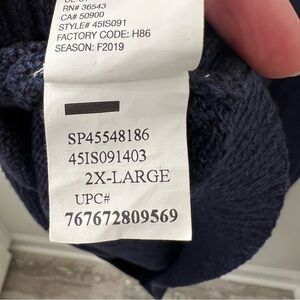 RN# 36543
CA# 50900
STYLE# 45IS091
FACTORY CODE: H86
SEASON: F2019
SP45548186
45IS091403
2X-LARGE
UPC#
767672809569